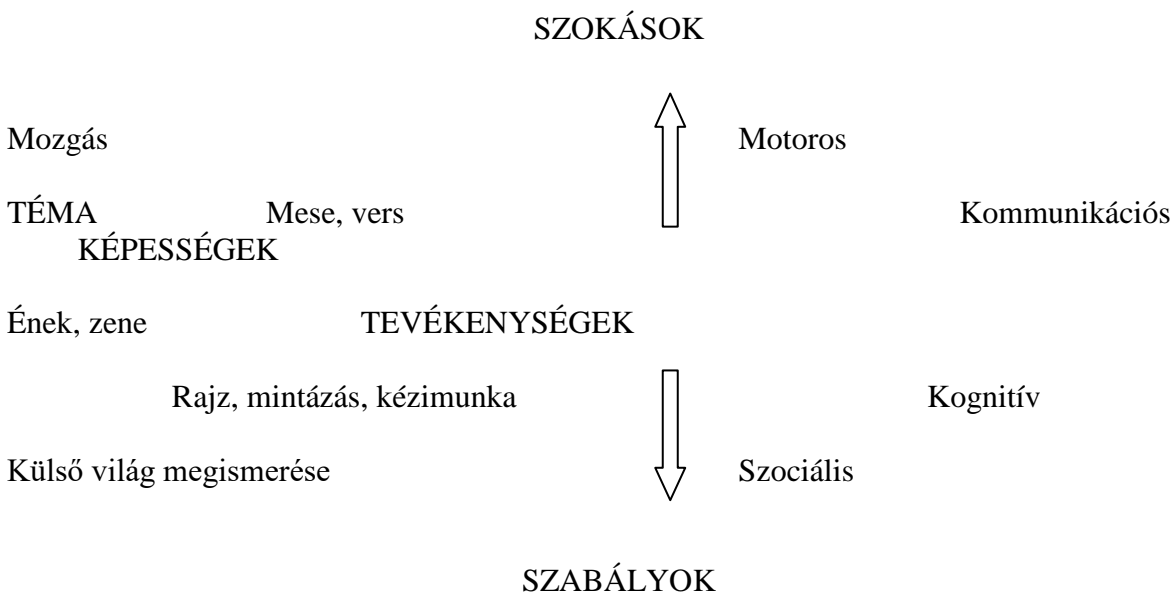 SZOKÁSOK
Mozgás Motoros
TÉMA Mese, vers Kommunikációs
KÉPESSÉGEK
Ének, zene TEVÉKENYSÉGEK
Rajz, mintázás, kézimunka Kognitív
Külső világ megismerése Szociális
SZABÁLYOK